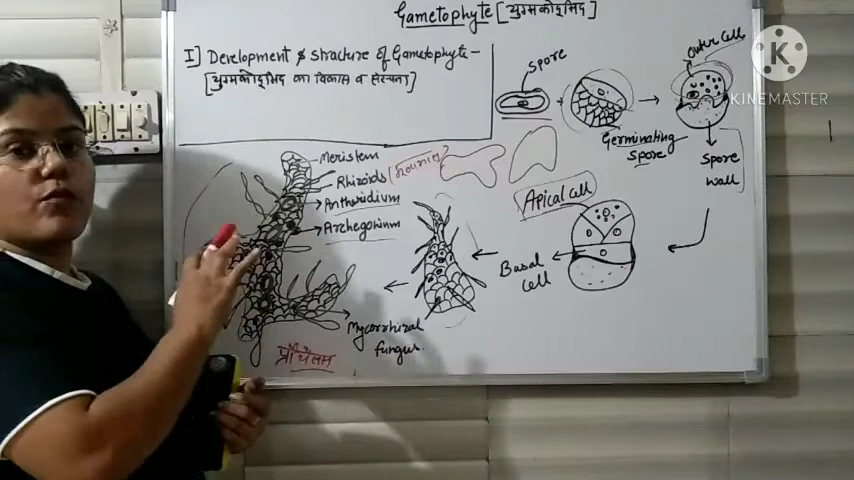 Gametophyte [युग्मकोद्भिद]
I] Development & structure of Gametophyte -
[युग्मकोद्भिद का विकास व संरचना]
spore
outer cell
K
KINEMASTER
Germinating
spore
spore
wall
Meristem
Rhizoids
Antheridium
Archegonium
Apical cell
Basal
cell
Mycorrhizal
fungus.